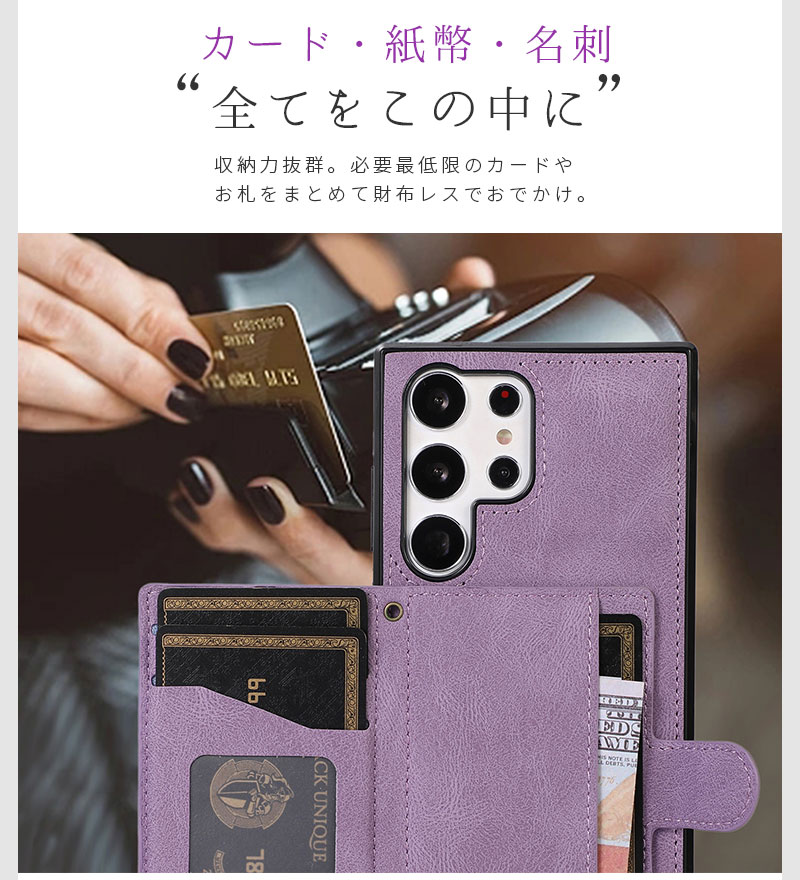 カード・紙幣・名刺
“全てをこの中に”
収納力抜群。必要最低限のカードや
お札をまとめて財布レスでおでかけ。
CK UNIQUE